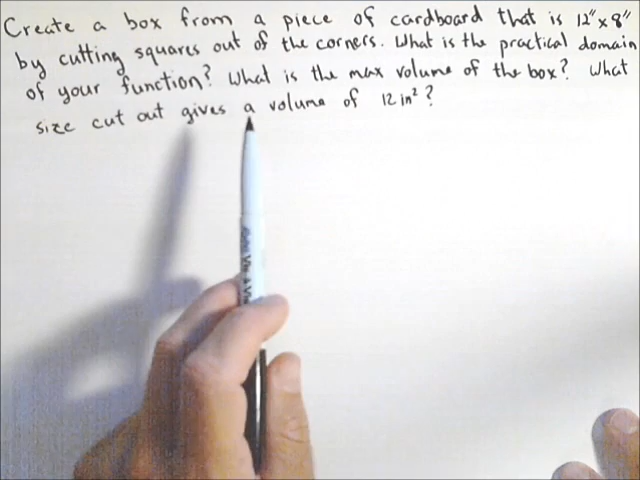 Create a box from a piece of cardboard that is 12" x 8"
by cutting squares out of the corners. What is the practical domain
of your function? What is the max volume of the box? What
size cut out gives a volume of 12 in²?